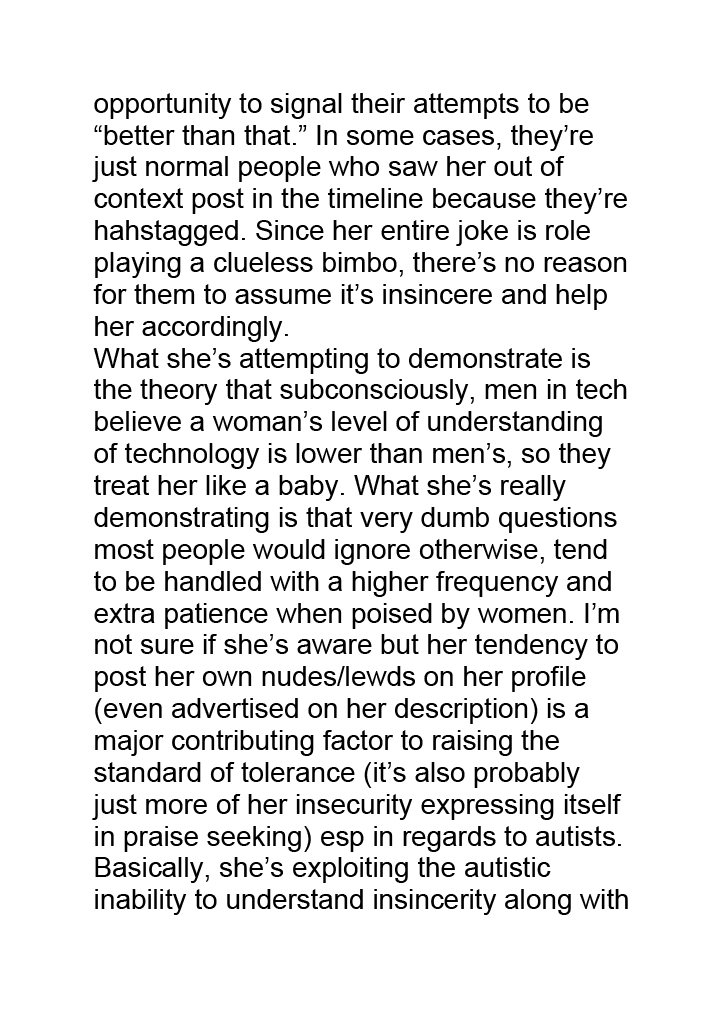 opportunity to signal their attempts to be
“better than that.” In some cases, they’re
just normal people who saw her out of
context post in the timeline because they’re
hahstagged. Since her entire joke is role
playing a clueless bimbo, there’s no reason
for them to assume it’s insincere and help
her accordingly.
What she’s attempting to demonstrate is
the theory that subconsciously, men in tech
believe a woman’s level of understanding
of technology is lower than men’s, so they
treat her like a baby. What she’s really
demonstrating is that very dumb questions
most people would ignore otherwise, tend
to be handled with a higher frequency and
extra patience when poised by women. I’m
not sure if she’s aware but her tendency to
post her own nudes/lewds on her profile
(even advertised on her description) is a
major contributing factor to raising the
standard of tolerance (it’s also probably
just more of her insecurity expressing itself
in praise seeking) esp in regards to autists.
Basically, she’s exploiting the autistic
inability to understand insincerity along with